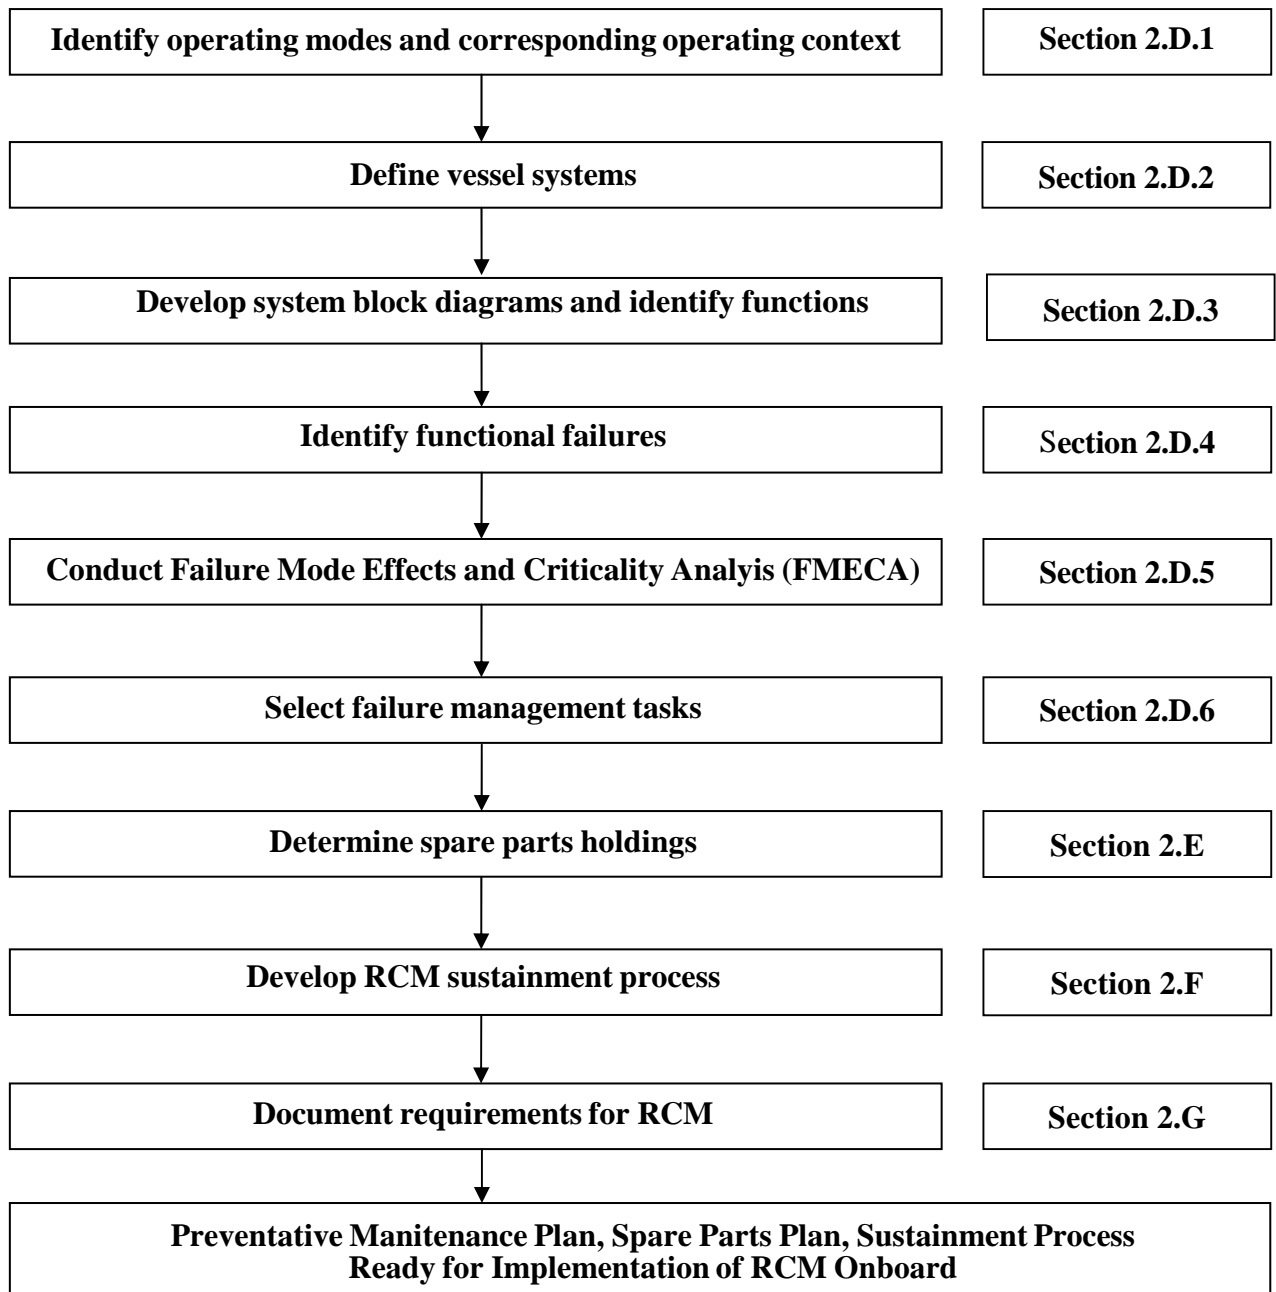 Identify operating modes and corresponding operating context
Section 2.D.1
Define vessel systems
Section 2.D.2
Develop system block diagrams and identify functions
Section 2.D.3
Identify functional failures
Section 2.D.4
Conduct Failure Mode Effects and Criticality Analyis (FMECA)
Section 2.D.5
Select failure management tasks
Section 2.D.6
Determine spare parts holdings
Section 2.E
Develop RCM sustainment process
Section 2.F
Document requirements for RCM
Section 2.G
Preventative Manitenance Plan, Spare Parts Plan, Sustainment Process
Ready for Implementation of RCM Onboard